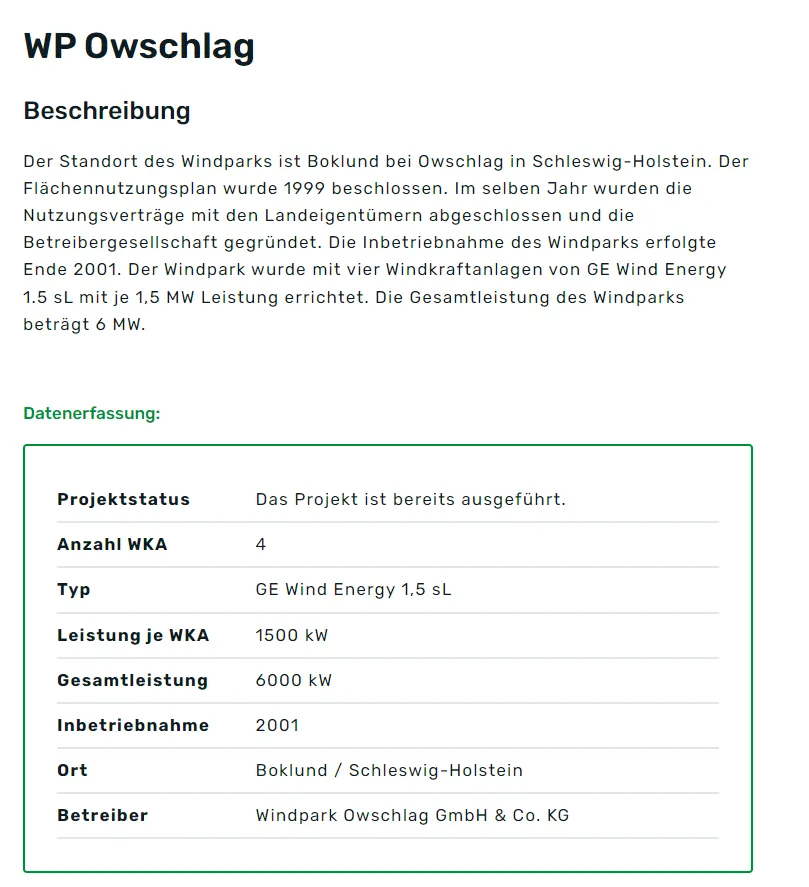 WP Owschlag
Beschreibung
Der Standort des Windparks ist Boklund bei Owschlag in Schleswig-Holstein. Der
Flächennutzungsplan wurde 1999 beschlossen. Im selben Jahr wurden die
Nutzungsverträge mit den Landeigentümern abgeschlossen und die
Betreibergesellschaft gegründet. Die Inbetriebnahme des Windparks erfolgte
Ende 2001. Der Windpark wurde mit vier Windkraftanlagen von GE Wind Energy
1.5 sL mit je 1,5 MW Leistung errichtet. Die Gesamtleistung des Windparks
beträgt 6 MW.
Datenerfassung:
Projektstatus Das Projekt ist bereits ausgeführt.
Anzahl WKA 4
Typ GE Wind Energy 1,5 sL
Leistung je WKA 1500 kW
Gesamtleistung 6000 kW
Inbetriebnahme 2001
Ort Boklund / Schleswig-Holstein
Betreiber Windpark Owschlag GmbH & Co. KG